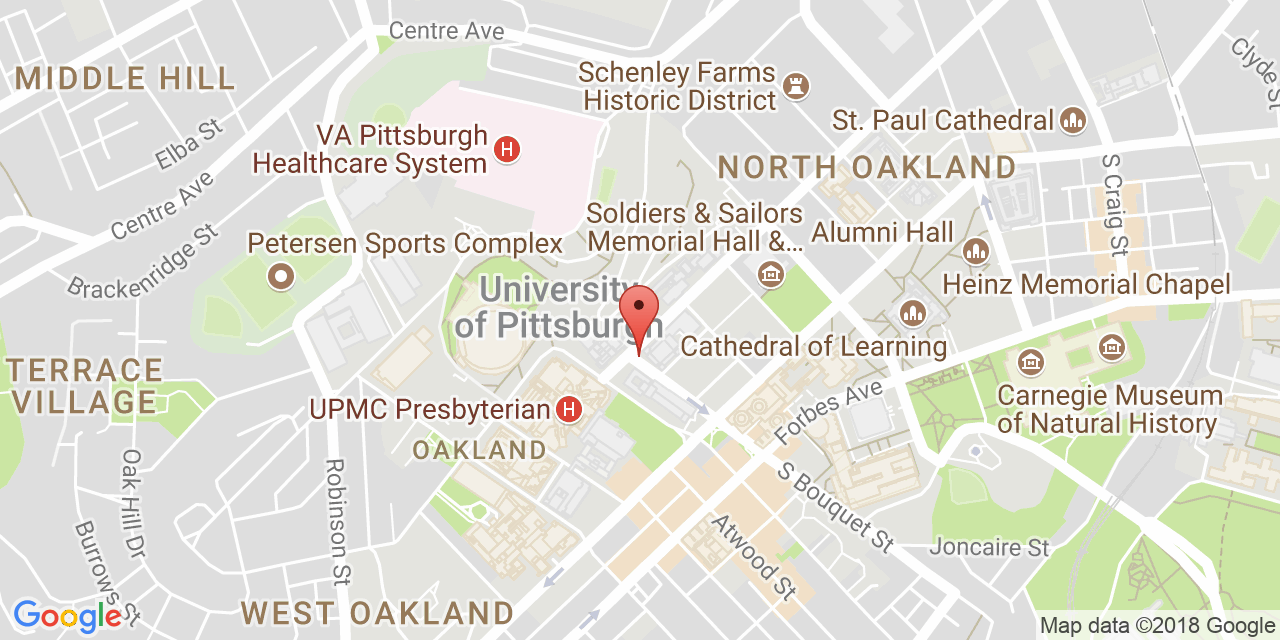 Centre Ave
Clyde St
MIDDLE HILL
Schenley Farms
Historic District
St. Paul Cathedral
Elba St
VA Pittsburgh
Healthcare System
H
NORTH OAKLAND
S Craig St
Centre Ave
Soldiers & Sailors
Memorial Hall &...
Alumni Hall
Brackenridge St
Petersen Sports Complex
University
of Pittsburgh
Heinz Memorial Chapel
Cathedral of Learning
TERRACE
VILLAGE
UPMC Presbyterian
H
Forbes Ave
Carnegie Museum
of Natural History
OAKLAND
Oak Hill Dr
Robinson St
S Bouquet St
Atwood St
Joncaire St
Burrows St
WEST OAKLAND
Google
Map data ©2018 Google